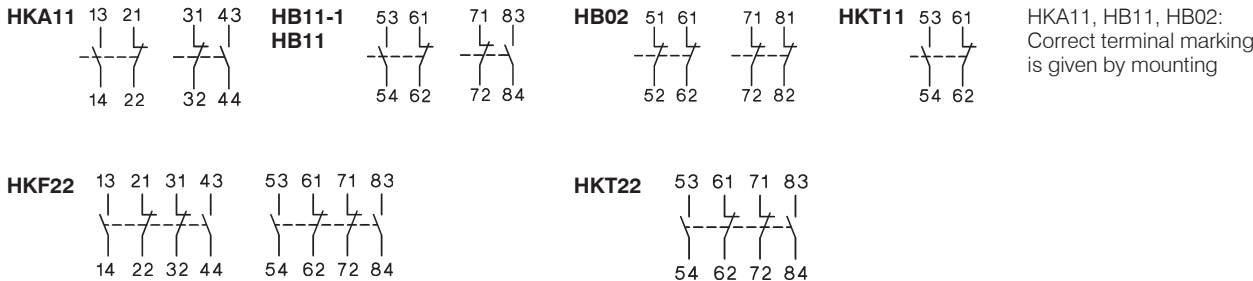 HKA11 13 21 31 43
14 22 32 44
HB11-1 53 61 71 83
HB11
54 62 72 84
HB02 51 61 71 81
52 62 72 82
HKT11 53 61
54 62
HKA11, HB11, HB02:
Correct terminal marking
is given by mounting
HKF22 13 21 31 43 53 61 71 83
14 22 32 44 54 62 72 84
HKT22 53 61 71 83
54 62 72 84